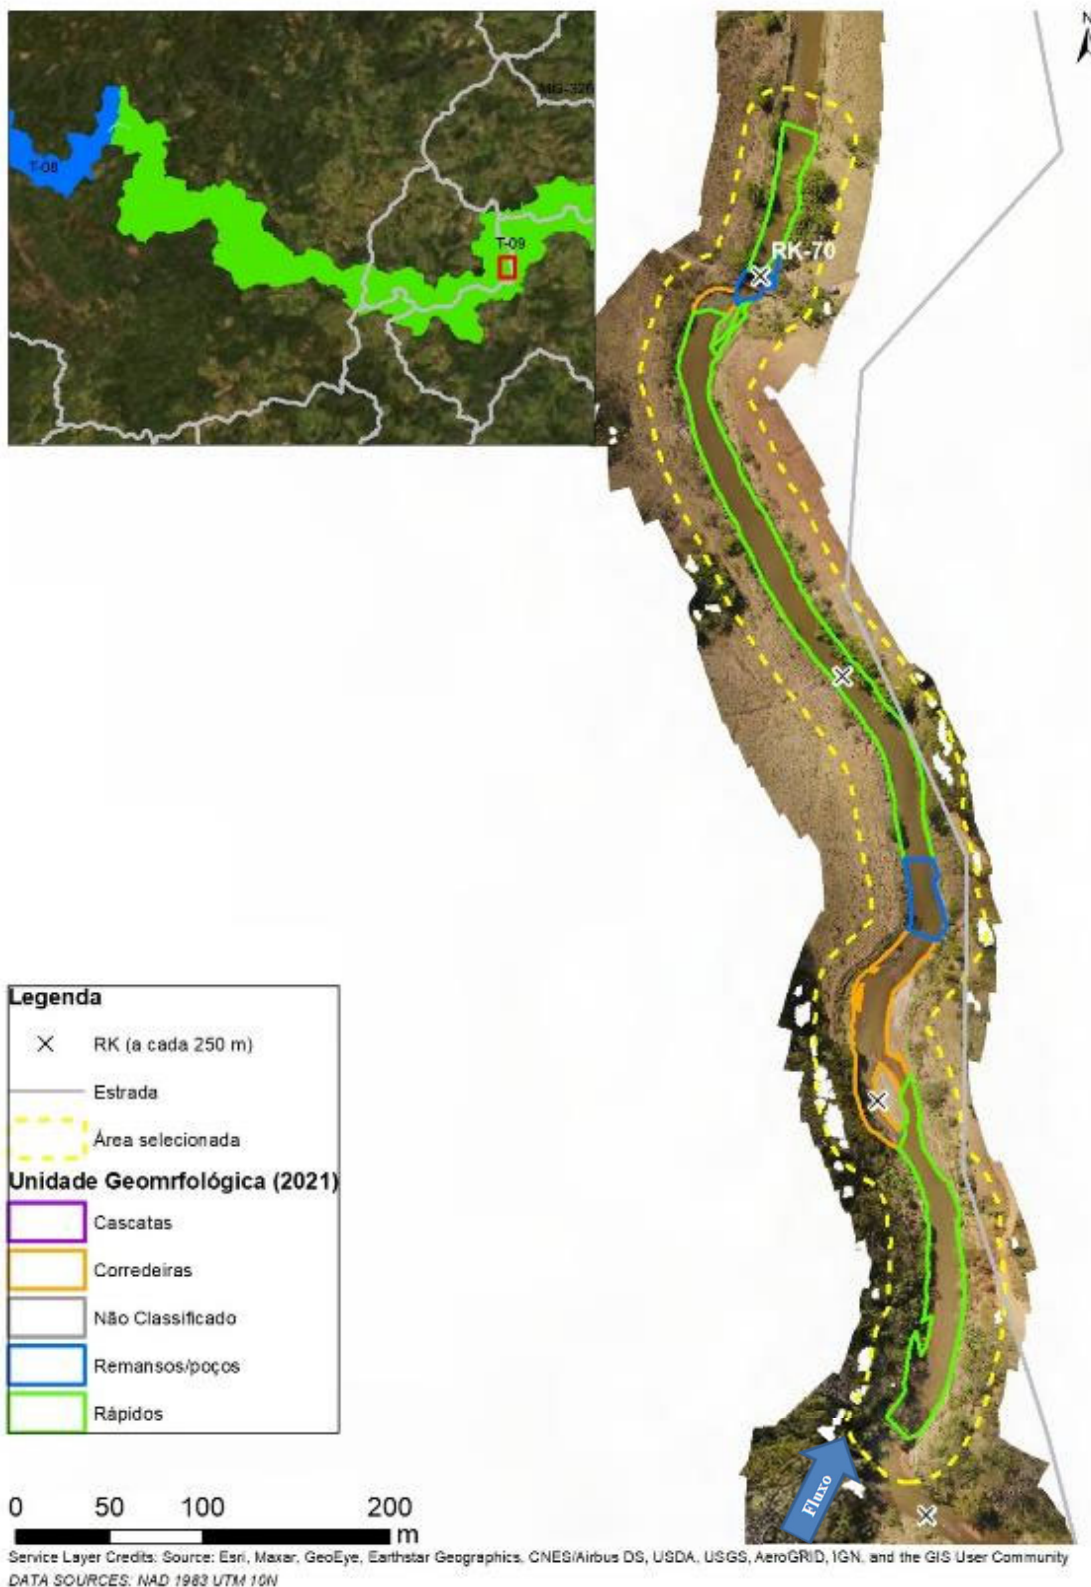 N
MG-326
T-08
T-09
RK-70
Legenda
RK (a cada 250 m)
Estrada
Área selecionada
Unidade Geomrfológica (2021)
Cascatas
Corredeiras
Não Classificado
Remansos/poços
Rápidos
Fluxo
0 50 100 200
m
Service Layer Credits: Source: Esri, Maxar, GeoEye, Earthstar Geographics, CNES/Airbus DS, USDA, USGS, AeroGRID, IGN, and the GIS User Community
DATA SOURCES: NAD 1983 UTM 10N